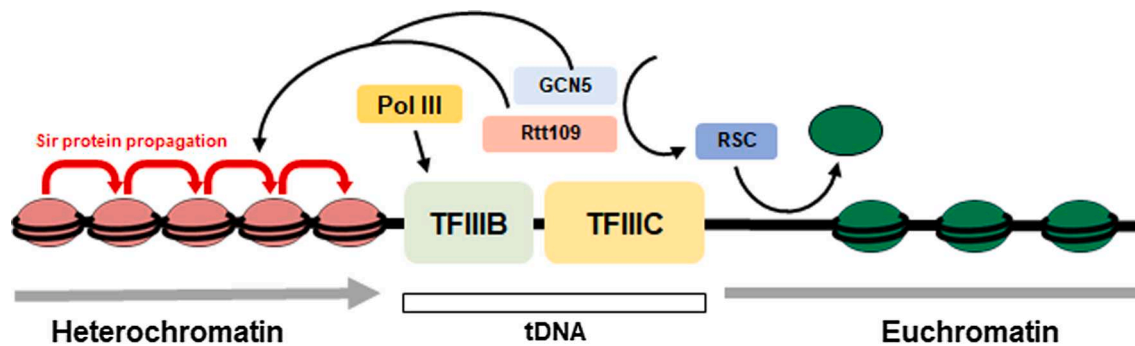 GCN5
Pol III
Rtt109
RSC
Sir protein propagation
TFIIIB
TFIIIC
Heterochromatin
tDNA
Euchromatin